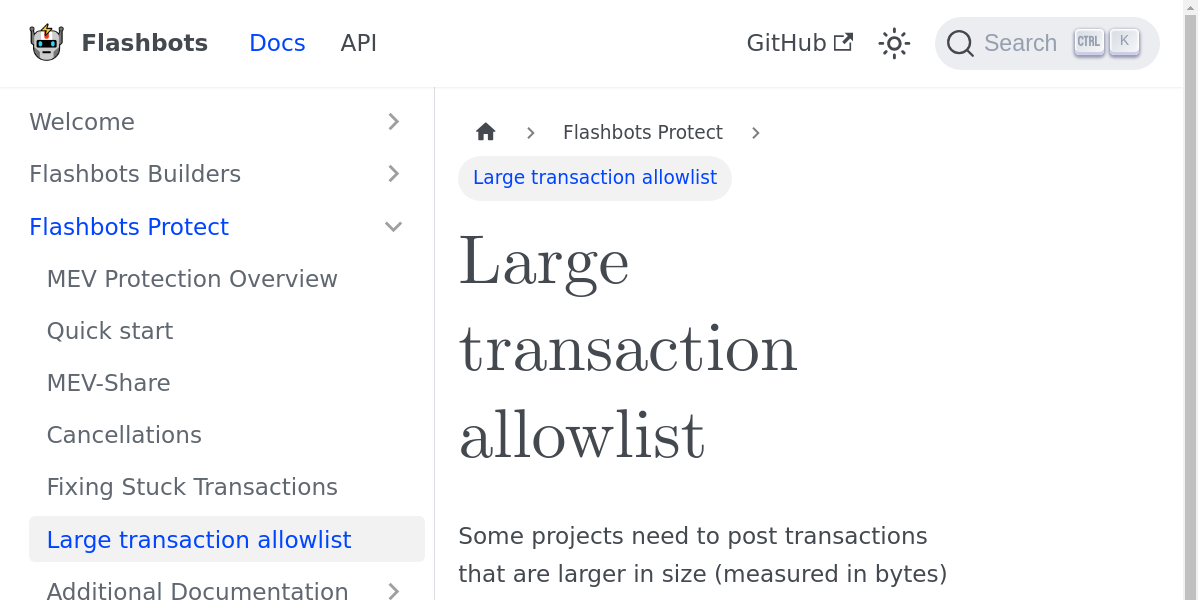 Flashbots Docs API GitHub Search CTRL K
Welcome
Flashbots Builders
Flashbots Protect
MEV Protection Overview
Quick start
MEV-Share
Cancellations
Fixing Stuck Transactions
Large transaction allowlist
Additional Documentation
Flashbots Protect
Large transaction allowlist
Large
transaction
allowlist
Some projects need to post transactions
that are larger in size (measured in bytes)